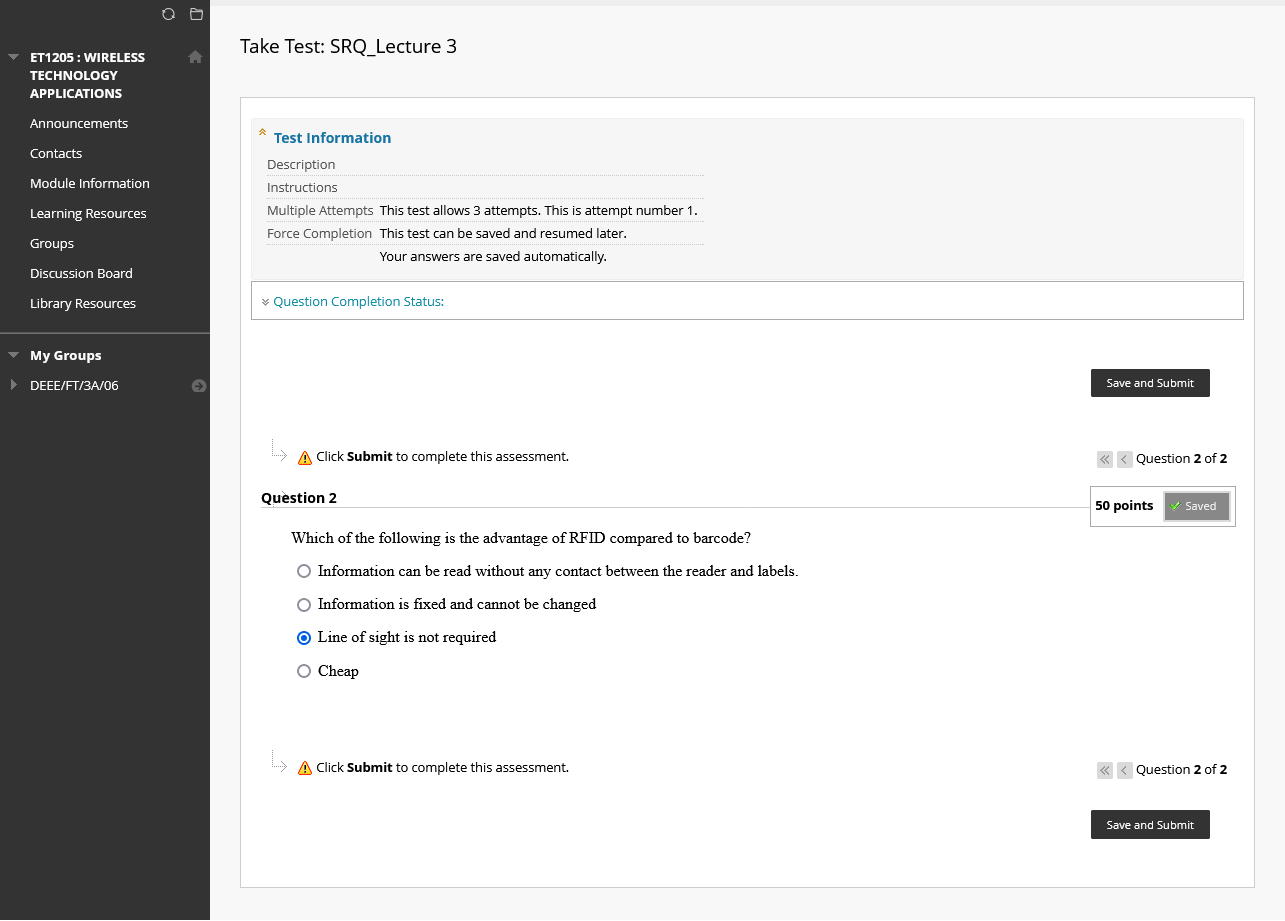 ET1205 : WIRELESS
TECHNOLOGY
APPLICATIONS
Announcements
Contacts
Module Information
Learning Resources
Groups
Discussion Board
Library Resources
My Groups
DEEE/FT/3A/06
Take Test: SRQ_Lecture 3
Test Information
Description
Instructions
Multiple Attempts This test allows 3 attempts. This is attempt number 1.
Force Completion This test can be saved and resumed later.
Your answers are saved automatically.
Question Completion Status:
Save and Submit
Click Submit to complete this assessment.
Question 2 of 2
Question 2
50 points
Saved
Which of the following is the advantage of RFID compared to barcode?
Information can be read without any contact between the reader and labels.
Information is fixed and cannot be changed
Line of sight is not required
Cheap
Click Submit to complete this assessment.
Question 2 of 2
Save and Submit